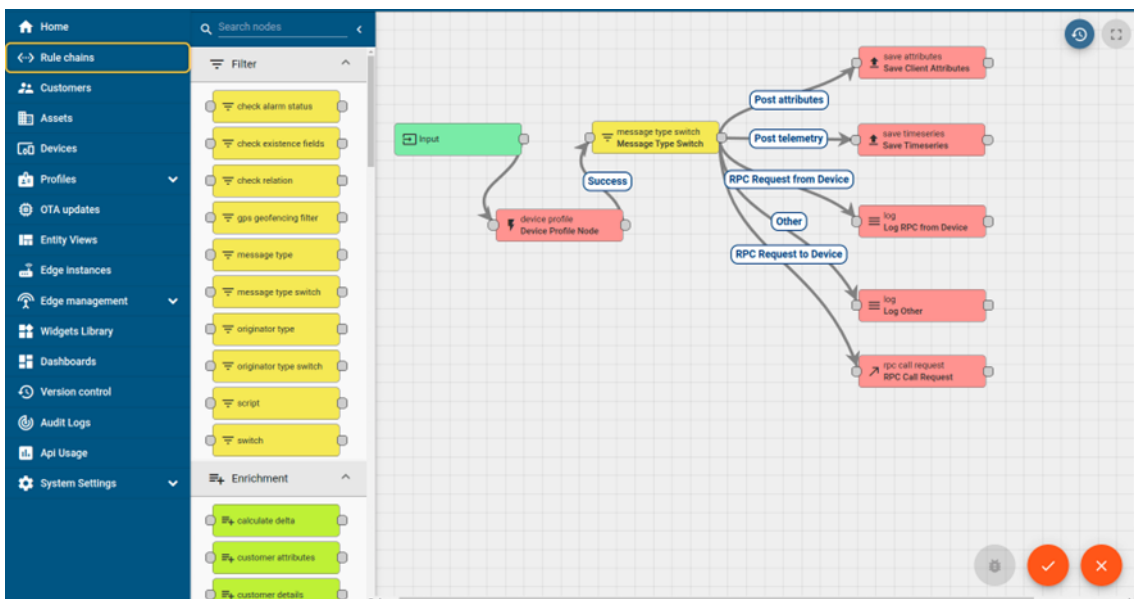 Home
Rule chains
Customers
Assets
Devices
Profiles
OTA updates
Entity Views
Edge instances
Edge management
Widgets Library
Dashboards
Version control
Audit Logs
Api Usage
System Settings
Search nodes
Filter
check alarm status
check existence fields
check relation
gps geofencing filter
message type
message type switch
originator type
originator type switch
script
switch
Enrichment
calculate delta
customer attributes
customer details
Input
device profile
Device Profile Node
Success
message type switch
Message Type Switch
Post attributes
Post telemetry
RPC Request from Device
Other
RPC Request to Device
save attributes
Save Client Attributes
save timeseries
Save Timeseries
log
Log RPC from Device
log
Log Other
rpc call request
RPC Call Request